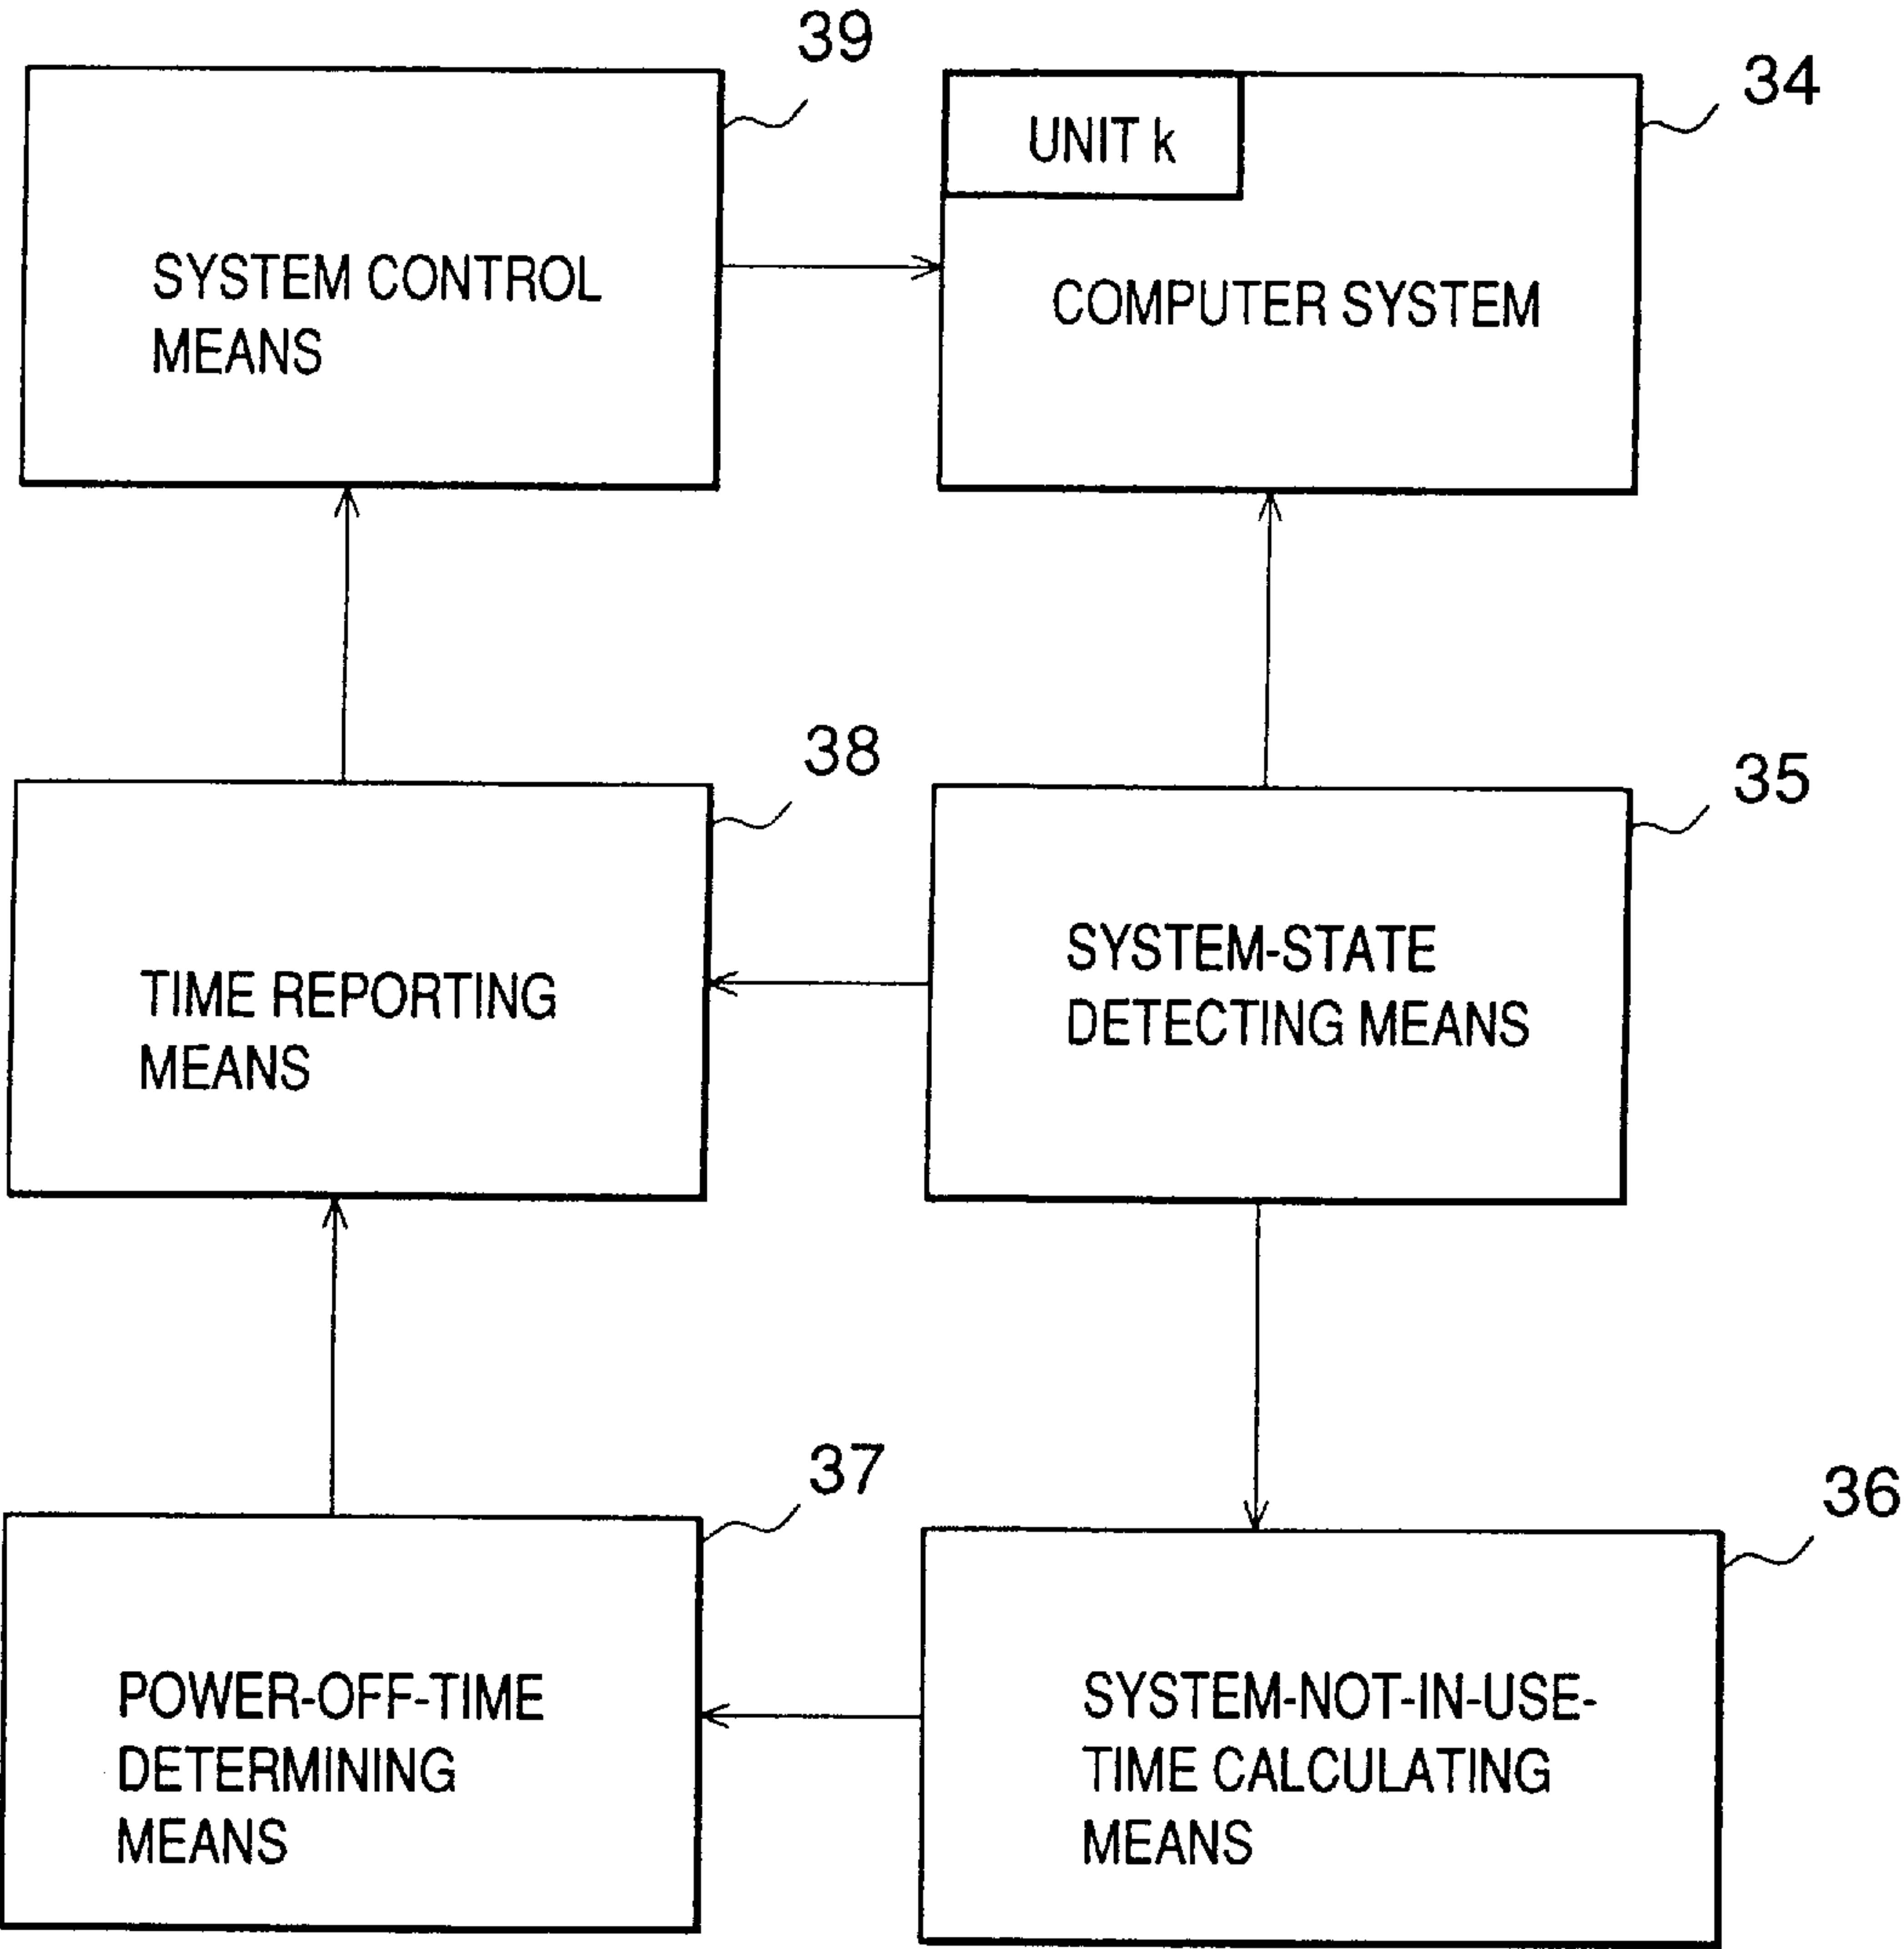 39
SYSTEM CONTROL
MEANS
34
UNIT k
COMPUTER SYSTEM
38
TIME REPORTING
MEANS
35
SYSTEM-STATE
DETECTING MEANS
37
POWER-OFF-TIME
DETERMINING
MEANS
36
SYSTEM-NOT-IN-USE-
TIME CALCULATING
MEANS